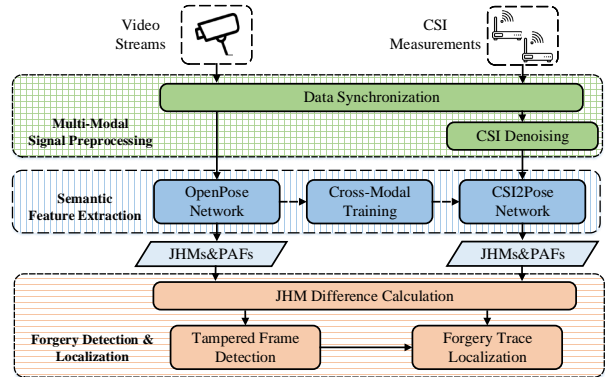 Video
Streams
CSI
Measurements
Data Synchronization
Multi-Modal
Signal Preprocessing
CSI Denoising
Semantic
Feature Extraction
OpenPose
Network
Cross-Modal
Training
CSI2Pose
Network
JHMs&PAFs
JHMs&PAFs
JHM Difference Calculation
Forgery Detection &
Localization
Tampered Frame
Detection
Forgery Trace
Localization